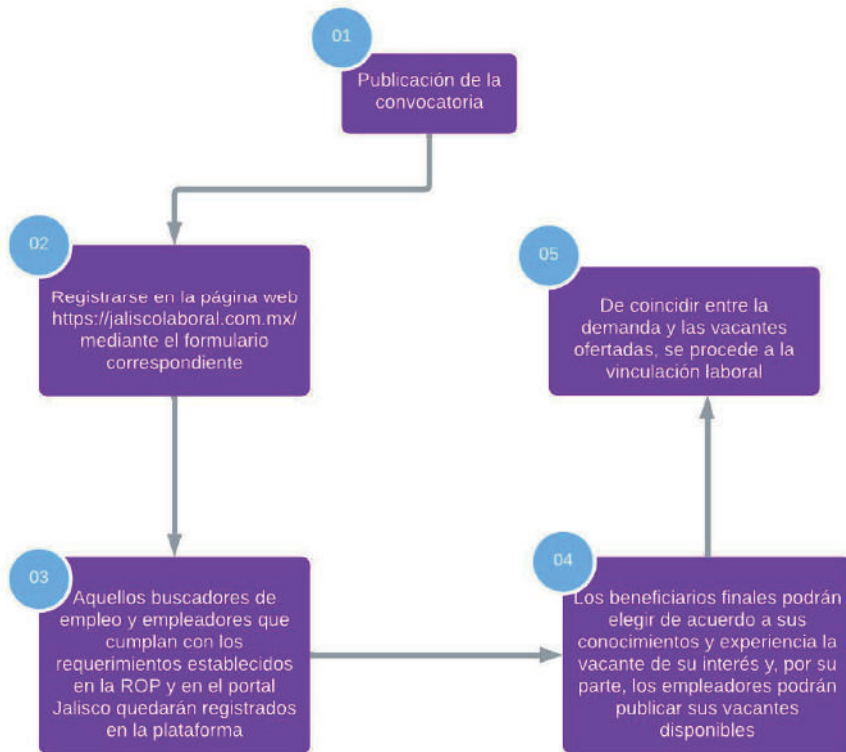 01
Publicación de la
convocatoria
02
Registrarse en la página web
https://jaliscolaboral.com.mx/
mediante el formulario
correspondiente
03
Aquellos buscadores de
empleo y empleadores que
cumplan con los
requerimientos establecidos
en la ROP y en el portal
Jalisco quedarán registrados
en la plataforma
04
Los beneficiarios finales podrán
elegir de acuerdo a sus
conocimientos y experiencia la
vacante de su interés y, por su
parte, los empleadores podrán
publicar sus vacantes
disponibles
05
De coincidir entre la
demanda y las vacantes
ofertadas, se procede a la
vinculación laboral